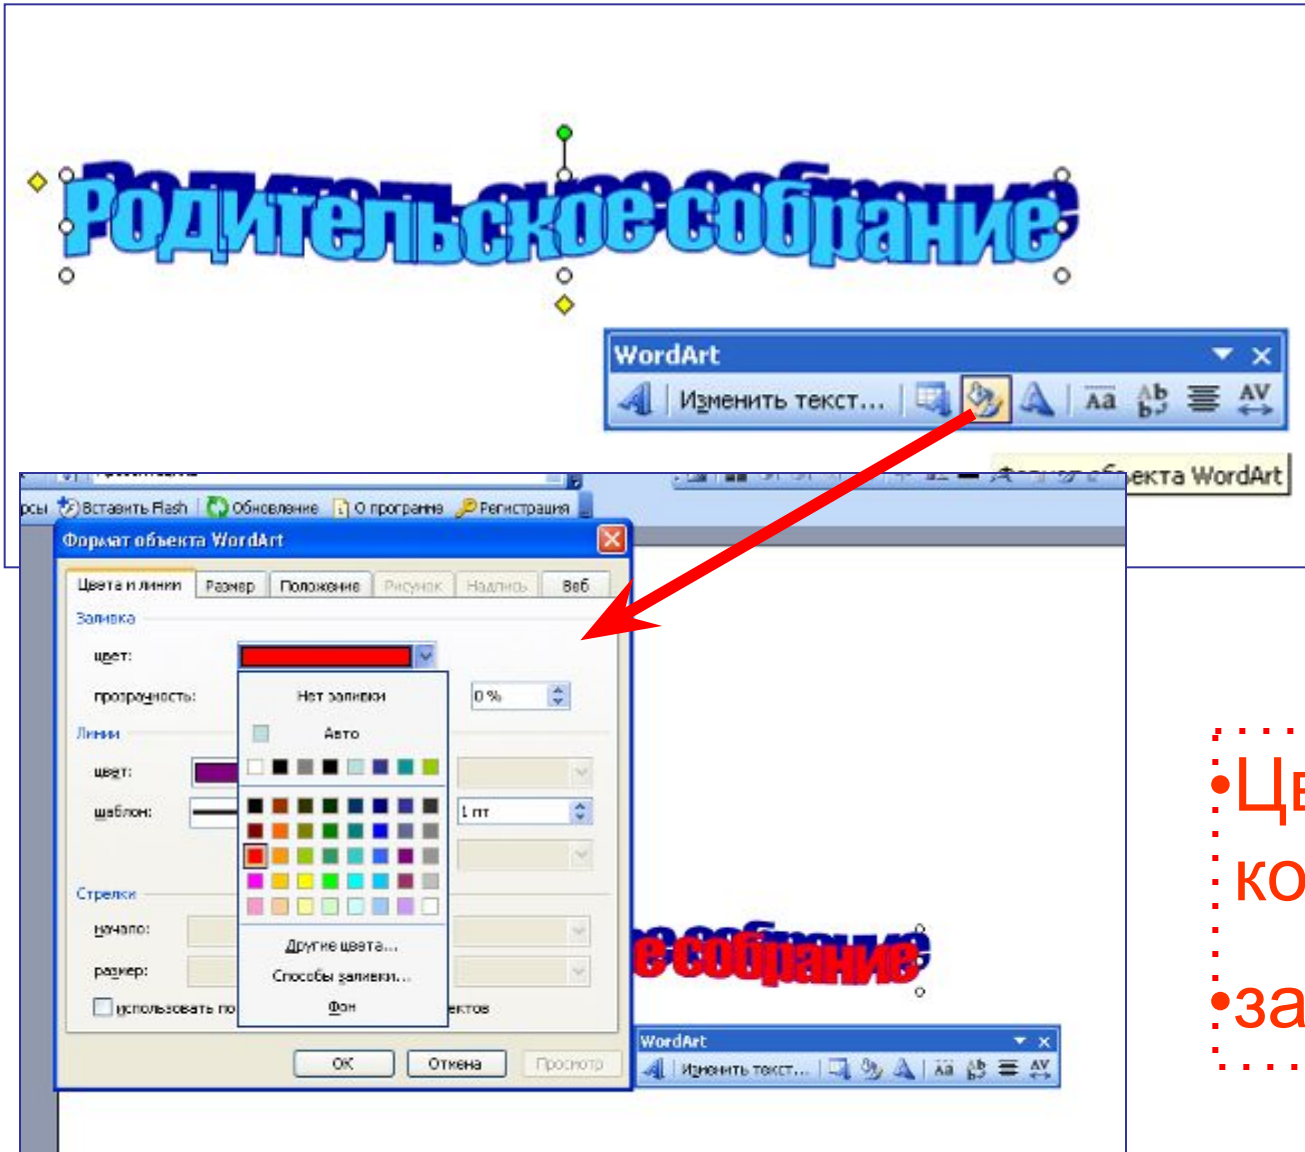 Родительское собрание
WordArt
Изменить текст...
Формат объекта WordArt
рсы Вставить Flash Обновление О программе Регистрация
Формат объекта WordArt
Цвета и линии Размер Положение Рисунок Надпись Веб
Заливка
цвет:
прозрачность: Нет заливки 0 %
Линии Авто
цвет:
шаблон: 1 пт
Стрелки
начало:
Другие цвета...
размер: Способы заливки...
использовать по Фон ектов
ОК Отмена Просмотр
е собрание
WordArt
Изменить текст...
•Цв
ко
•за